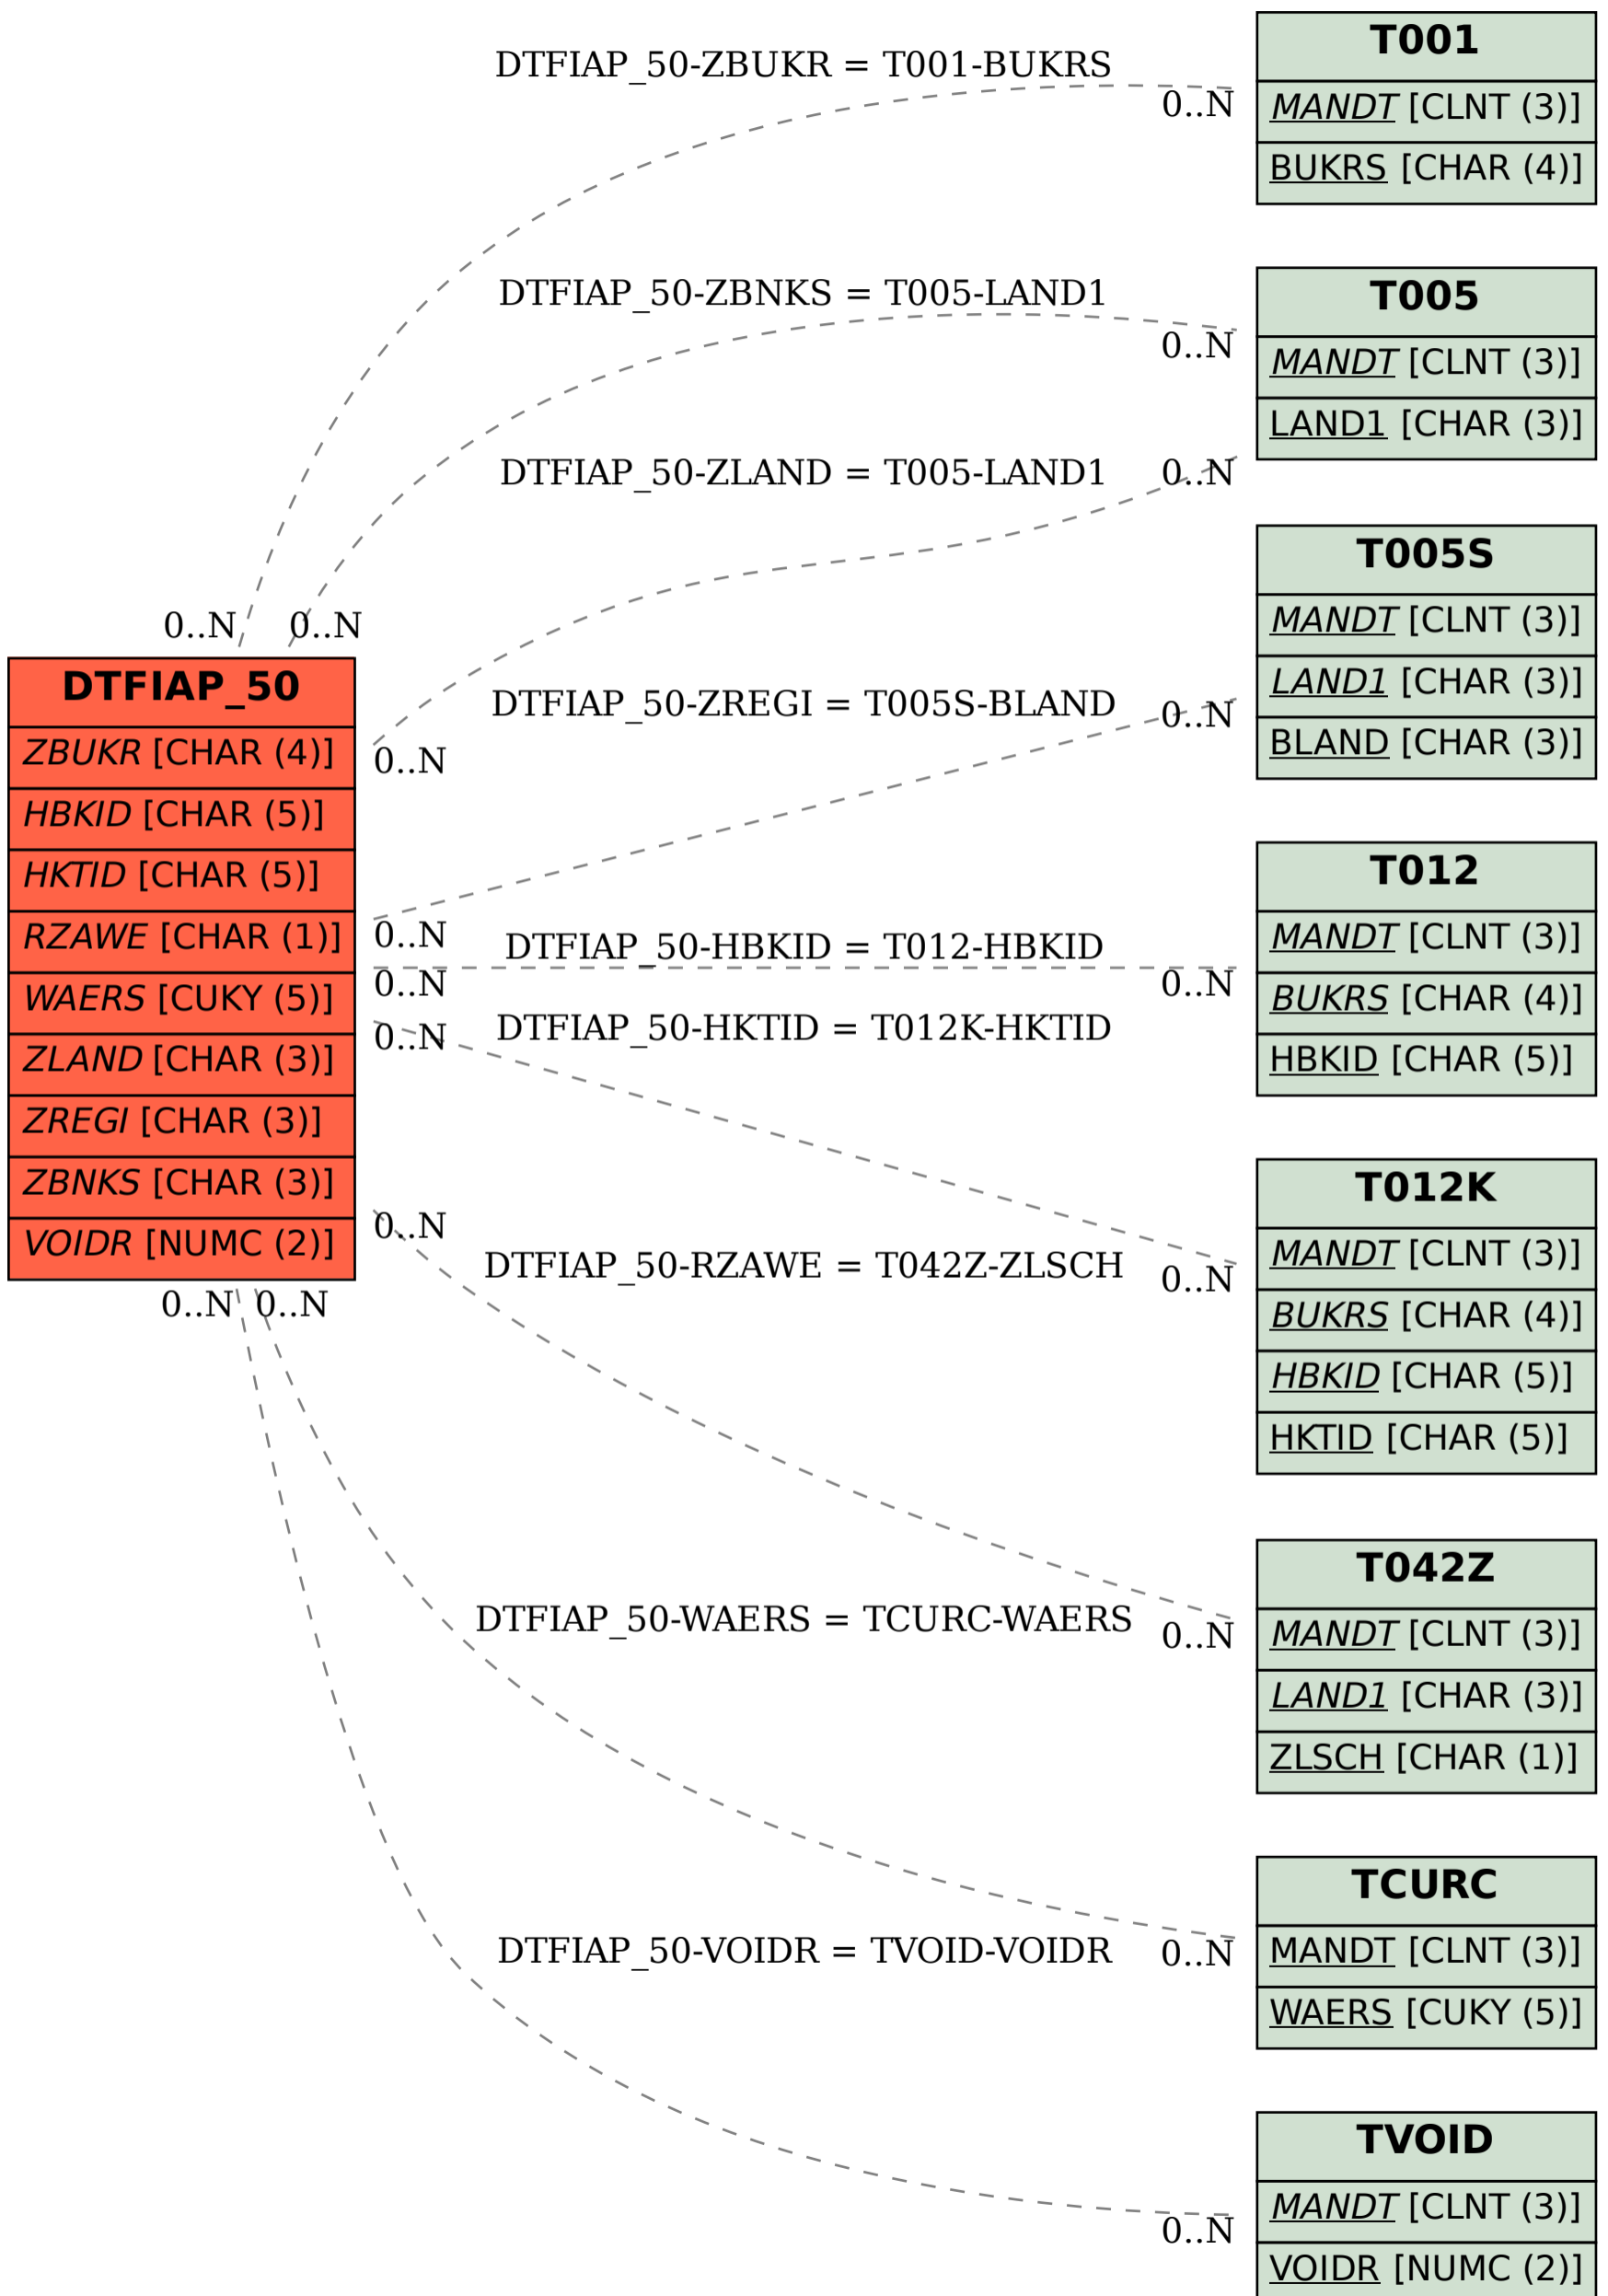 DTFIAP_50-ZBUKR = T001-BUKRS
0..N
T001
MANDT [CLNT (3)]
BUKRS [CHAR (4)]
DTFIAP_50-ZBNKS = T005-LAND1
0..N
T005
MANDT [CLNT (3)]
LAND1 [CHAR (3)]
DTFIAP_50-ZLAND = T005-LAND1
0..N
T005S
MANDT [CLNT (3)]
LAND1 [CHAR (3)]
BLAND [CHAR (3)]
0..N 0..N
DTFIAP_50
ZBUKR [CHAR (4)]
HBKID [CHAR (5)]
HKTID [CHAR (5)]
RZAWE [CHAR (1)]
WAERS [CUKY (5)]
ZLAND [CHAR (3)]
ZREGI [CHAR (3)]
ZBNKS [CHAR (3)]
VOIDR [NUMC (2)]
0..N
DTFIAP_50-ZREGI = T005S-BLAND
0..N
0..N
DTFIAP_50-HBKID = T012-HBKID
0..N
0..N
T012
MANDT [CLNT (3)]
BUKRS [CHAR (4)]
HBKID [CHAR (5)]
0..N
DTFIAP_50-HKTID = T012K-HKTID
0..N
T012K
MANDT [CLNT (3)]
BUKRS [CHAR (4)]
HBKID [CHAR (5)]
HKTID [CHAR (5)]
0..N
DTFIAP_50-RZAWE = T042Z-ZLSCH
0..N
T042Z
MANDT [CLNT (3)]
LAND1 [CHAR (3)]
ZLSCH [CHAR (1)]
0..N 0..N
DTFIAP_50-WAERS = TCURC-WAERS
0..N
TCURC
MANDT [CLNT (3)]
WAERS [CUKY (5)]
DTFIAP_50-VOIDR = TVOID-VOIDR
0..N
TVOID
MANDT [CLNT (3)]
VOIDR [NUMC (2)]